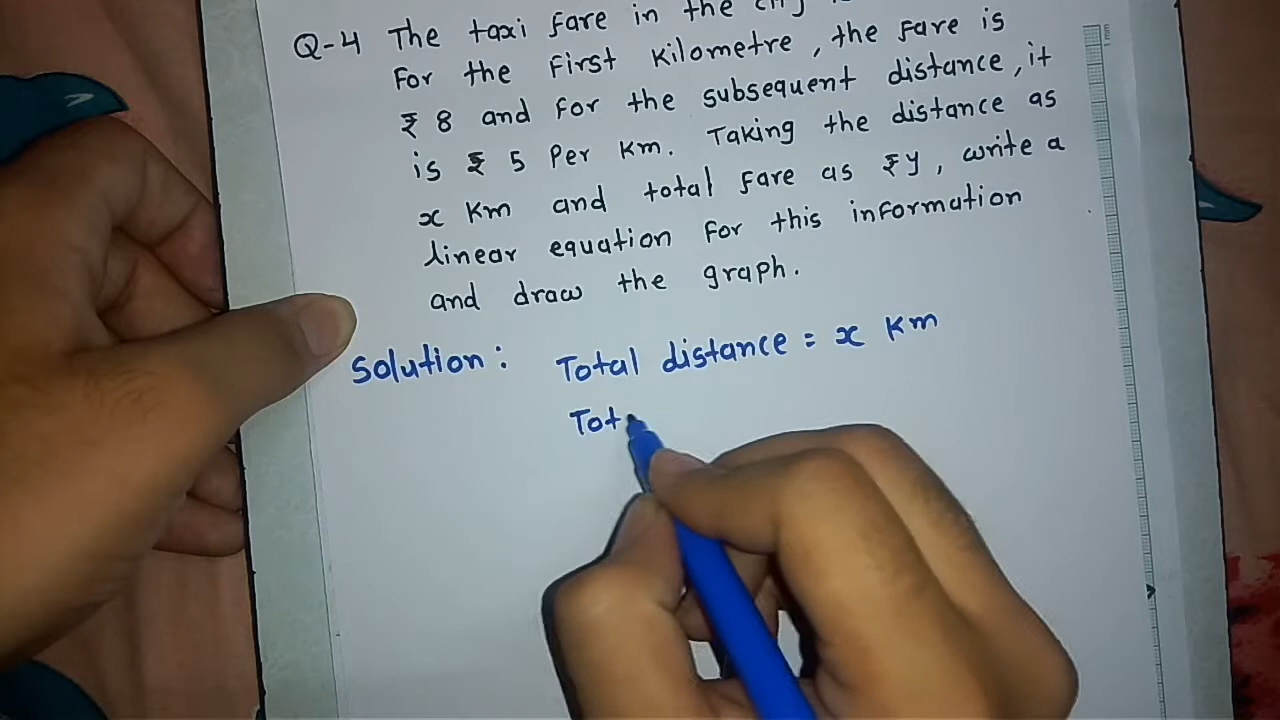 Q-4 The taxi fare in the city
For the first kilometre, the fare is
₹ 8 and for the subsequent distance, it
is ₹ 5 Per Km. Taking the distance as
x Km and total fare as ₹y, write a
linear equation for this information
and draw the graph.
Solution: Total distance = x Km
Tot